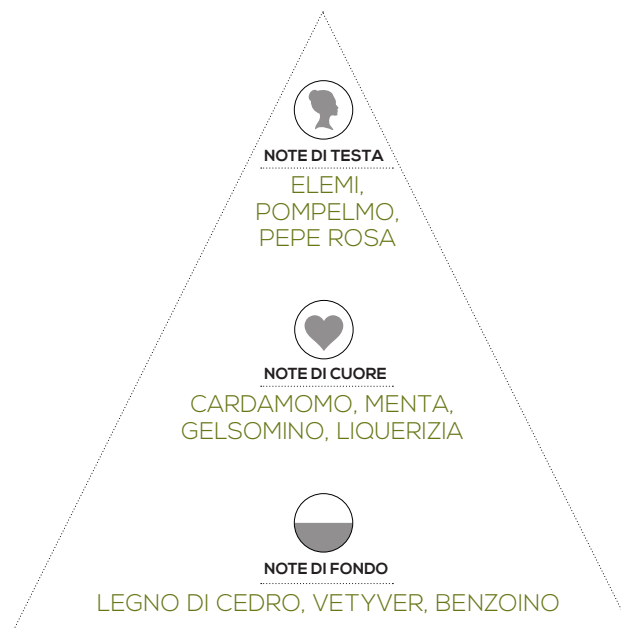 NOTE DI TESTA
ELEMI,
POMPELMO,
PEPE ROSA
NOTE DI CUORE
CARDAMOMO, MENTA,
GELSOMINO, LIQUERIZIA
NOTE DI FONDO
LEGNO DI CEDRO, VETYVER, BENZOINO